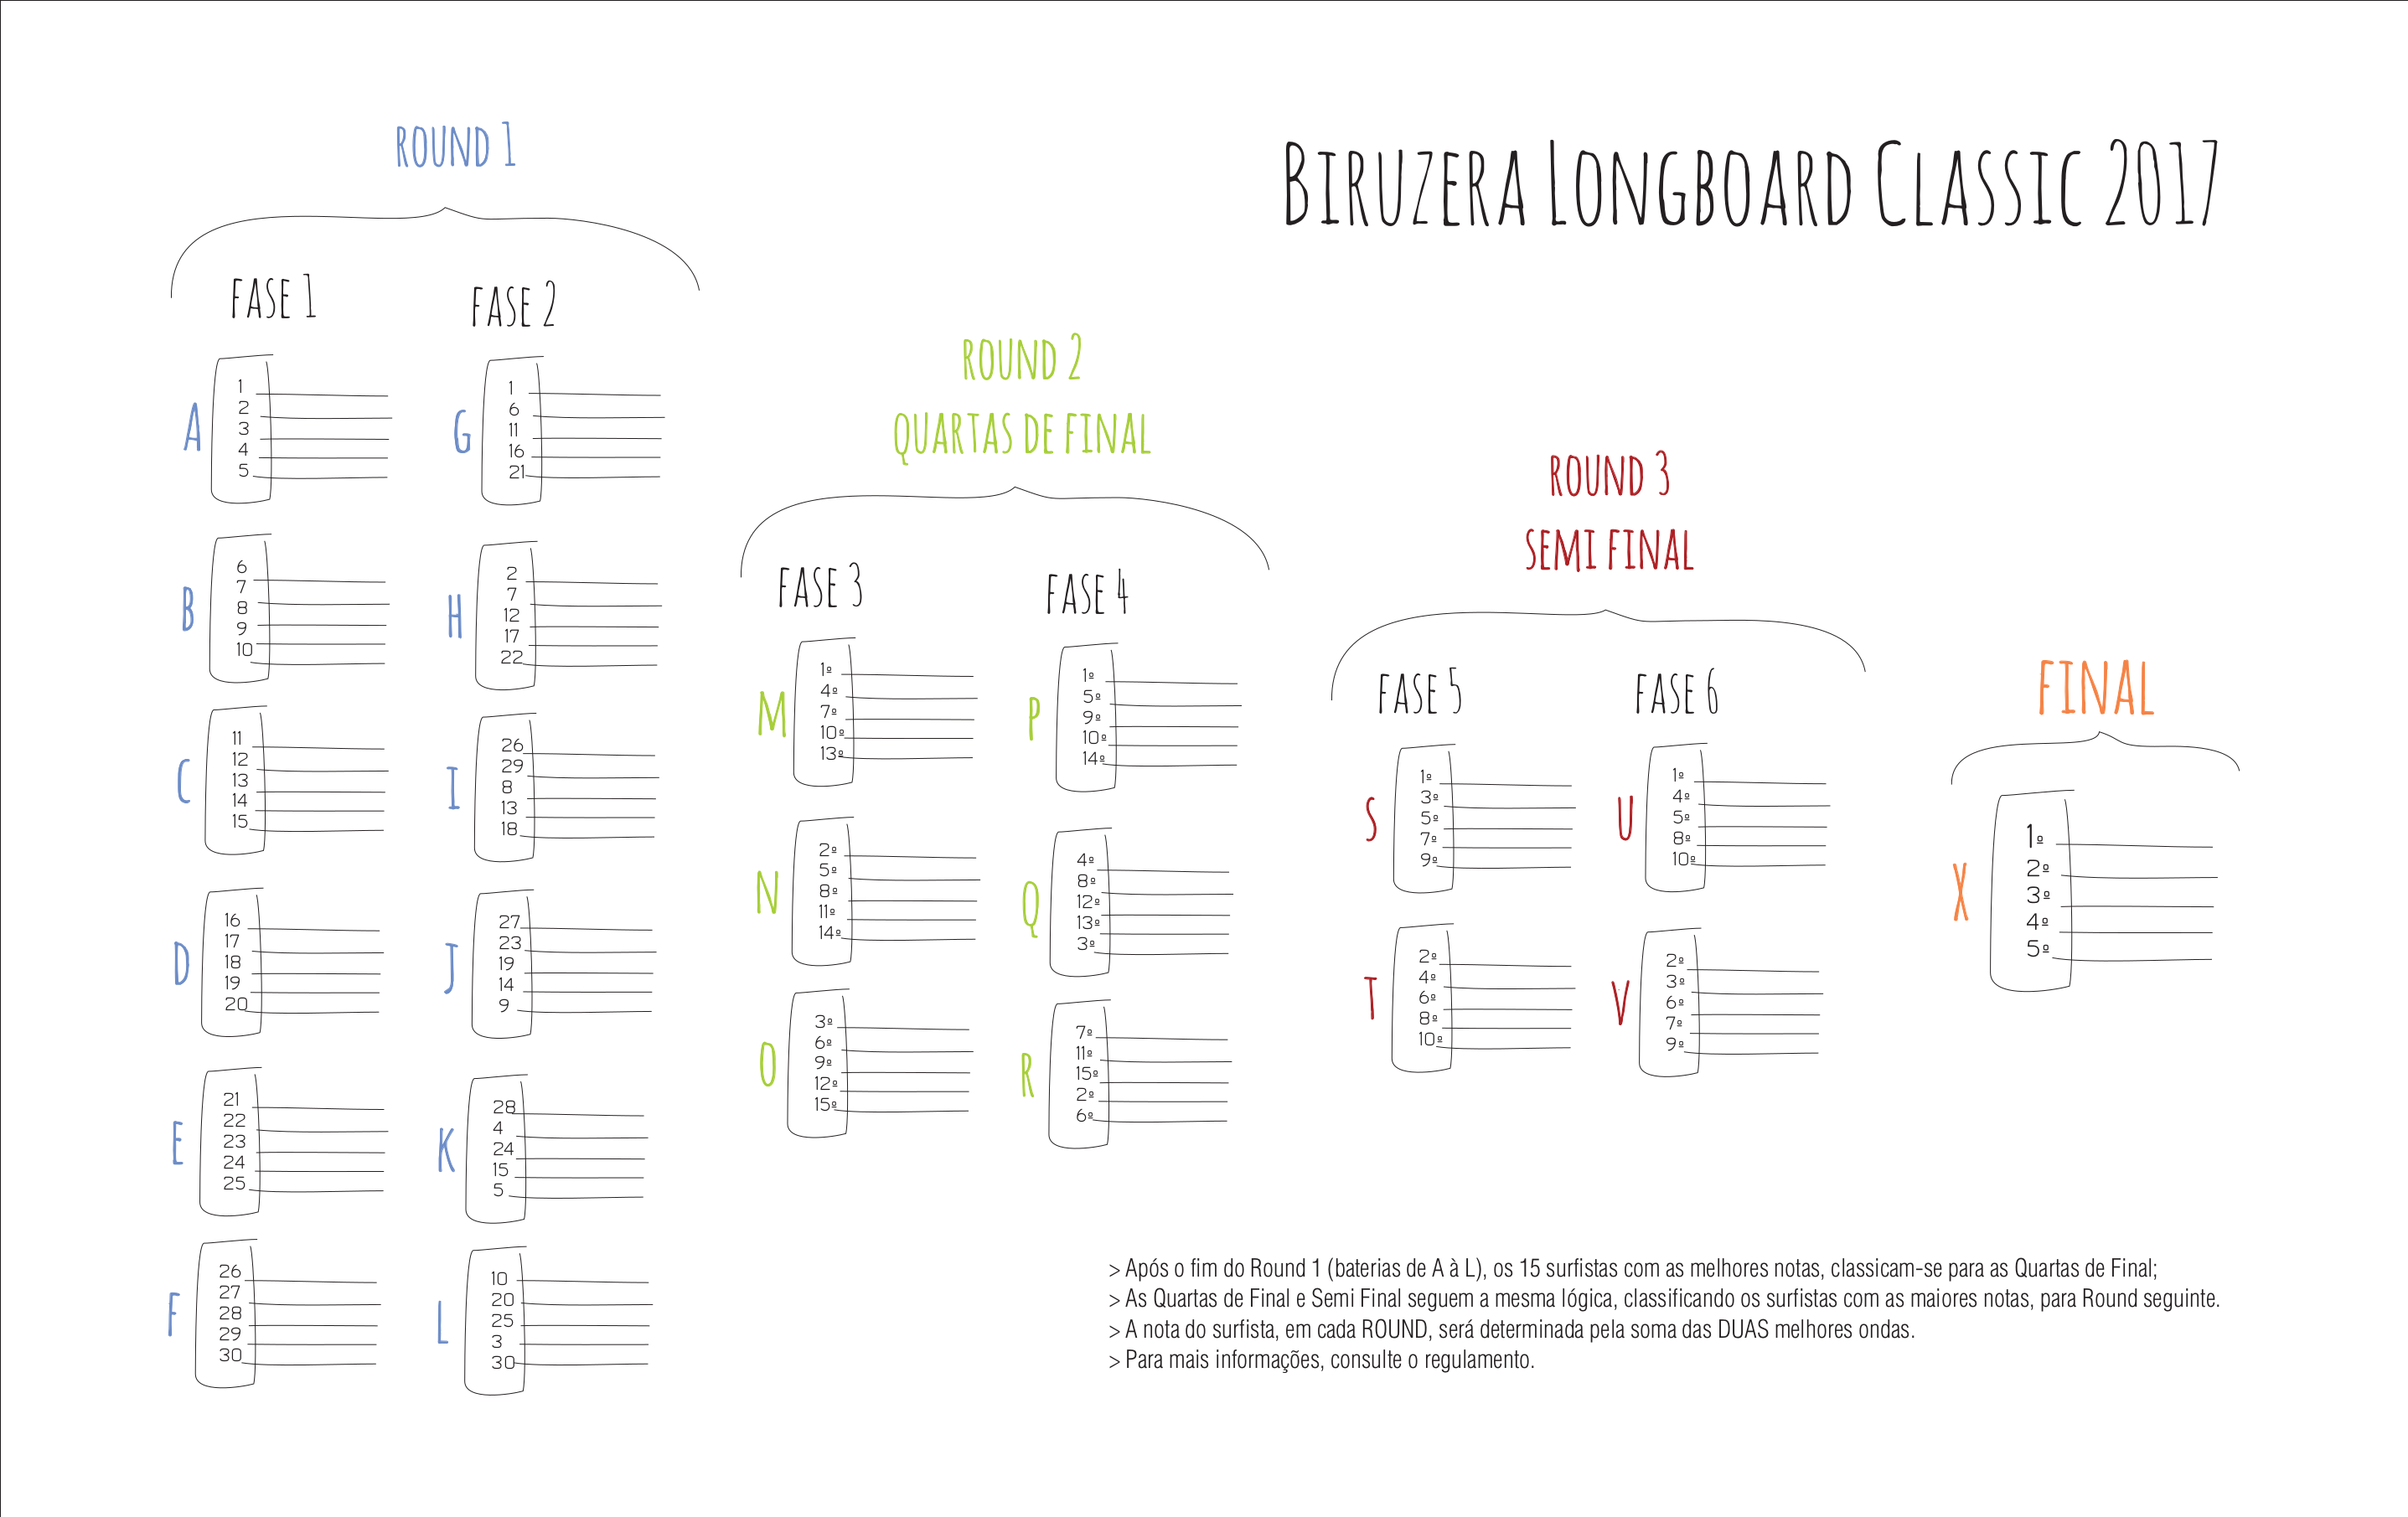 BIRUZERA LONGBOARD CLASSIC 2017
ROUND 1
FASE 1
A
1
2
3
4
5
B
6
7
8
9
10
C
11
12
13
14
15
D
16
17
18
19
20
E
21
22
23
24
25
F
26
27
28
29
30
FASE 2
G
1
6
11
16
21
H
2
7
12
17
22
I
26
29
8
13
18
J
27
23
19
14
9
K
28
4
24
15
5
L
10
20
25
3
30
ROUND 2
QUARTAS DE FINAL
FASE 3
M
1º
4º
7º
10º
13º
N
2º
5º
8º
11º
14º
O
3º
6º
9º
12º
15º
FASE 4
P
1º
5º
9º
10º
14º
Q
4º
8º
12º
13º
3º
R
7º
11º
15º
2º
6º
ROUND 3
SEMI FINAL
FASE 5
S
1º
3º
5º
7º
9º
T
2º
4º
6º
8º
10º
FASE 6
U
1º
4º
5º
8º
10º
V
2º
3º
6º
7º
9º
FINAL
X
1º
2º
3º
4º
5º
> Após o fim do Round 1 (baterias de A à L), os 15 surfistas com as melhores notas, classicam-se para as Quartas de Final;
> As Quartas de Final e Semi Final seguem a mesma lógica, classificando os surfistas com as maiores notas, para Round seguinte.
> A nota do surfista, em cada ROUND, será determinada pela soma das DUAS melhores ondas.
> Para mais informações, consulte o regulamento.